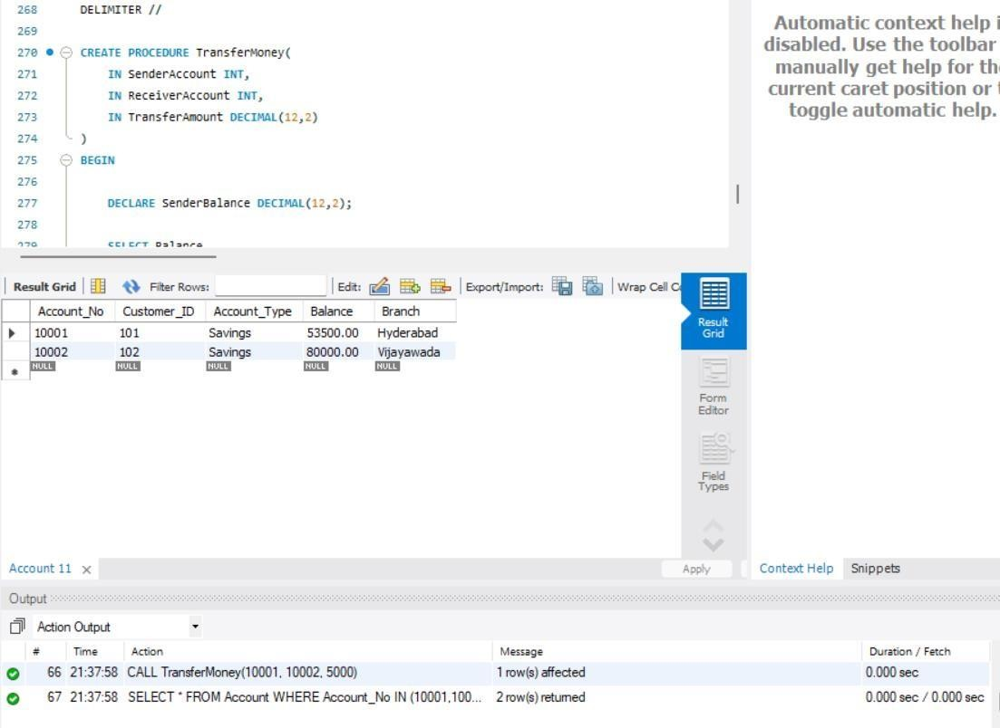 268 DELIMITER //
269
270 CREATE PROCEDURE TransferMoney(
271 IN SenderAccount INT,
272 IN ReceiverAccount INT,
273 IN TransferAmount DECIMAL(12,2)
274 )
275 BEGIN
276
277 DECLARE SenderBalance DECIMAL(12,2);
278
279 SELECT Balance
Automatic context help i
disabled. Use the toolbar
manually get help for the
current caret position or t
toggle automatic help.
Result Grid Filter Rows: Edit: Export/Import: Wrap Cell Co
Account_No Customer_ID Account_Type Balance Branch
10001 101 Savings 53500.00 Hyderabad
10002 102 Savings 80000.00 Vijayawada
NULL NULL NULL NULL NULL
Result
Grid
Form
Editor
Field
Types
Account 11 Apply
Context Help Snippets
Output
Action Output
# Time Action Message Duration / Fetch
66 21:37:58 CALL TransferMoney(10001, 10002, 5000) 1 row(s) affected 0.000 sec
67 21:37:58 SELECT * FROM Account WHERE Account_No IN (10001,100... 2 row(s) returned 0.000 sec / 0.000 sec